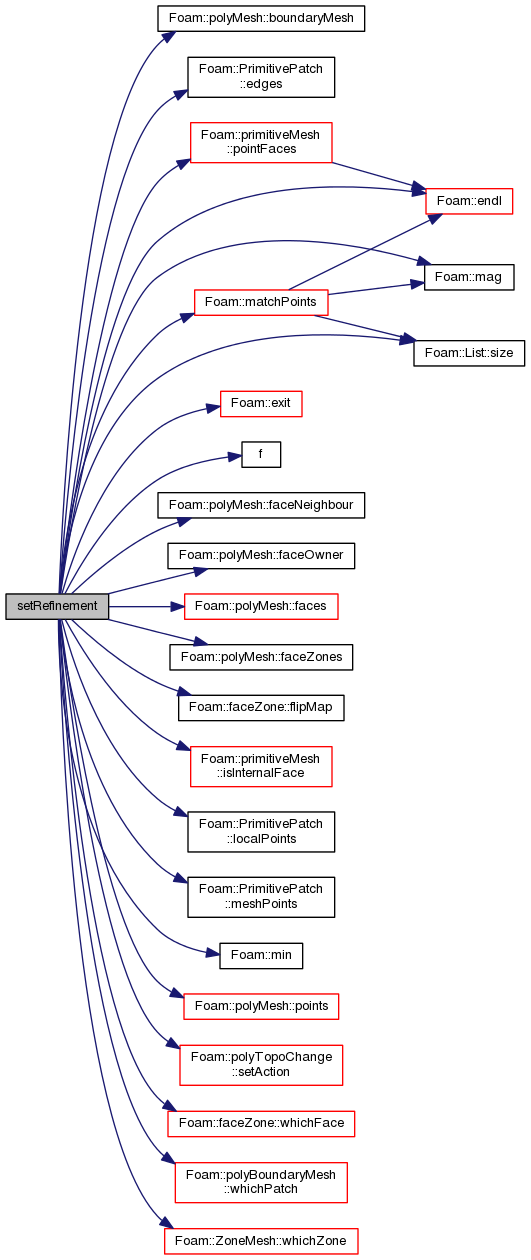 Foam::polyMesh::boundaryMesh
Foam::PrimitivePatch
::edges
Foam::primitiveMesh
::pointFaces
Foam::endl
Foam::mag
Foam::matchPoints
Foam::List::size
Foam::exit
f
Foam::polyMesh::faceNeighbour
Foam::polyMesh::faceOwner
setRefinement
Foam::polyMesh::faces
Foam::polyMesh::faceZones
Foam::faceZone::flipMap
Foam::primitiveMesh
::isInternalFace
Foam::PrimitivePatch
::localPoints
Foam::PrimitivePatch
::meshPoints
Foam::min
Foam::polyMesh::points
Foam::polyTopoChange
::setAction
Foam::faceZone::whichFace
Foam::polyBoundaryMesh
::whichPatch
Foam::ZoneMesh::whichZone